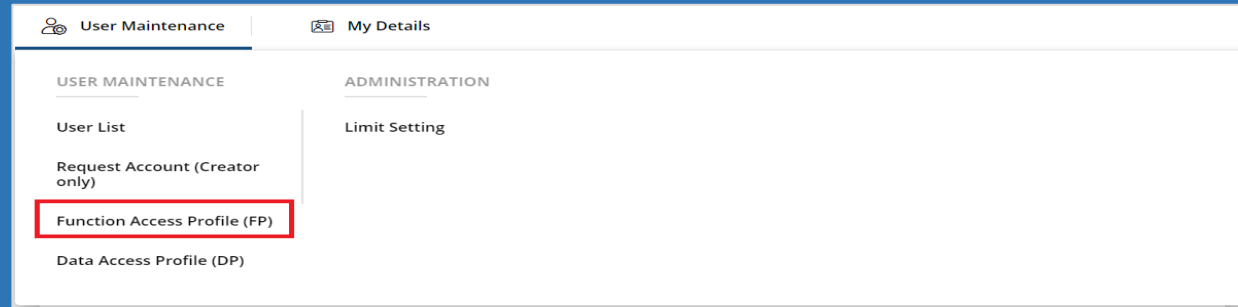 User Maintenance
My Details
USER MAINTENANCE
ADMINISTRATION
User List
Limit Setting
Request Account (Creator
only)
Function Access Profile (FP)
Data Access Profile (DP)